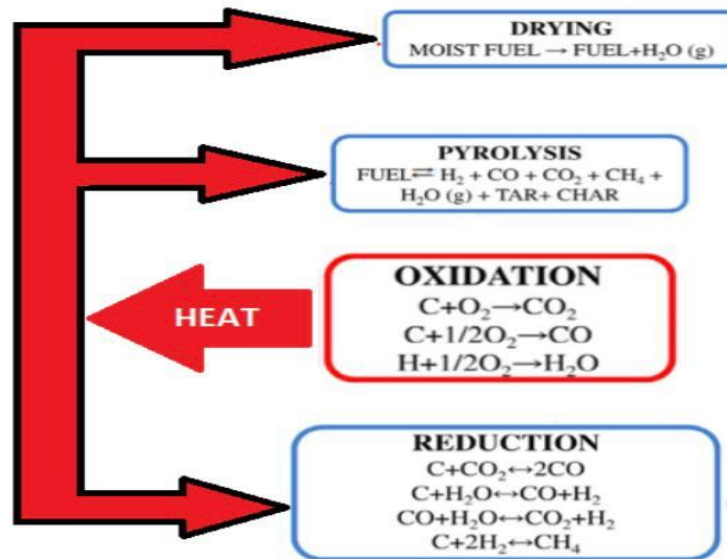 DRYING
MOIST FUEL → FUEL+H₂O (g)
PYROLYSIS
FUEL⇌ H₂ + CO + CO₂ + CH₄ +
H₂O (g) + TAR+ CHAR
HEAT
OXIDATION
C+O₂→CO₂
C+1/2O₂→CO
H+1/2O₂→H₂O
REDUCTION
C+CO₂↔2CO
C+H₂O↔CO+H₂
CO+H₂O↔CO₂+H₂
C+2H₂↔CH₄